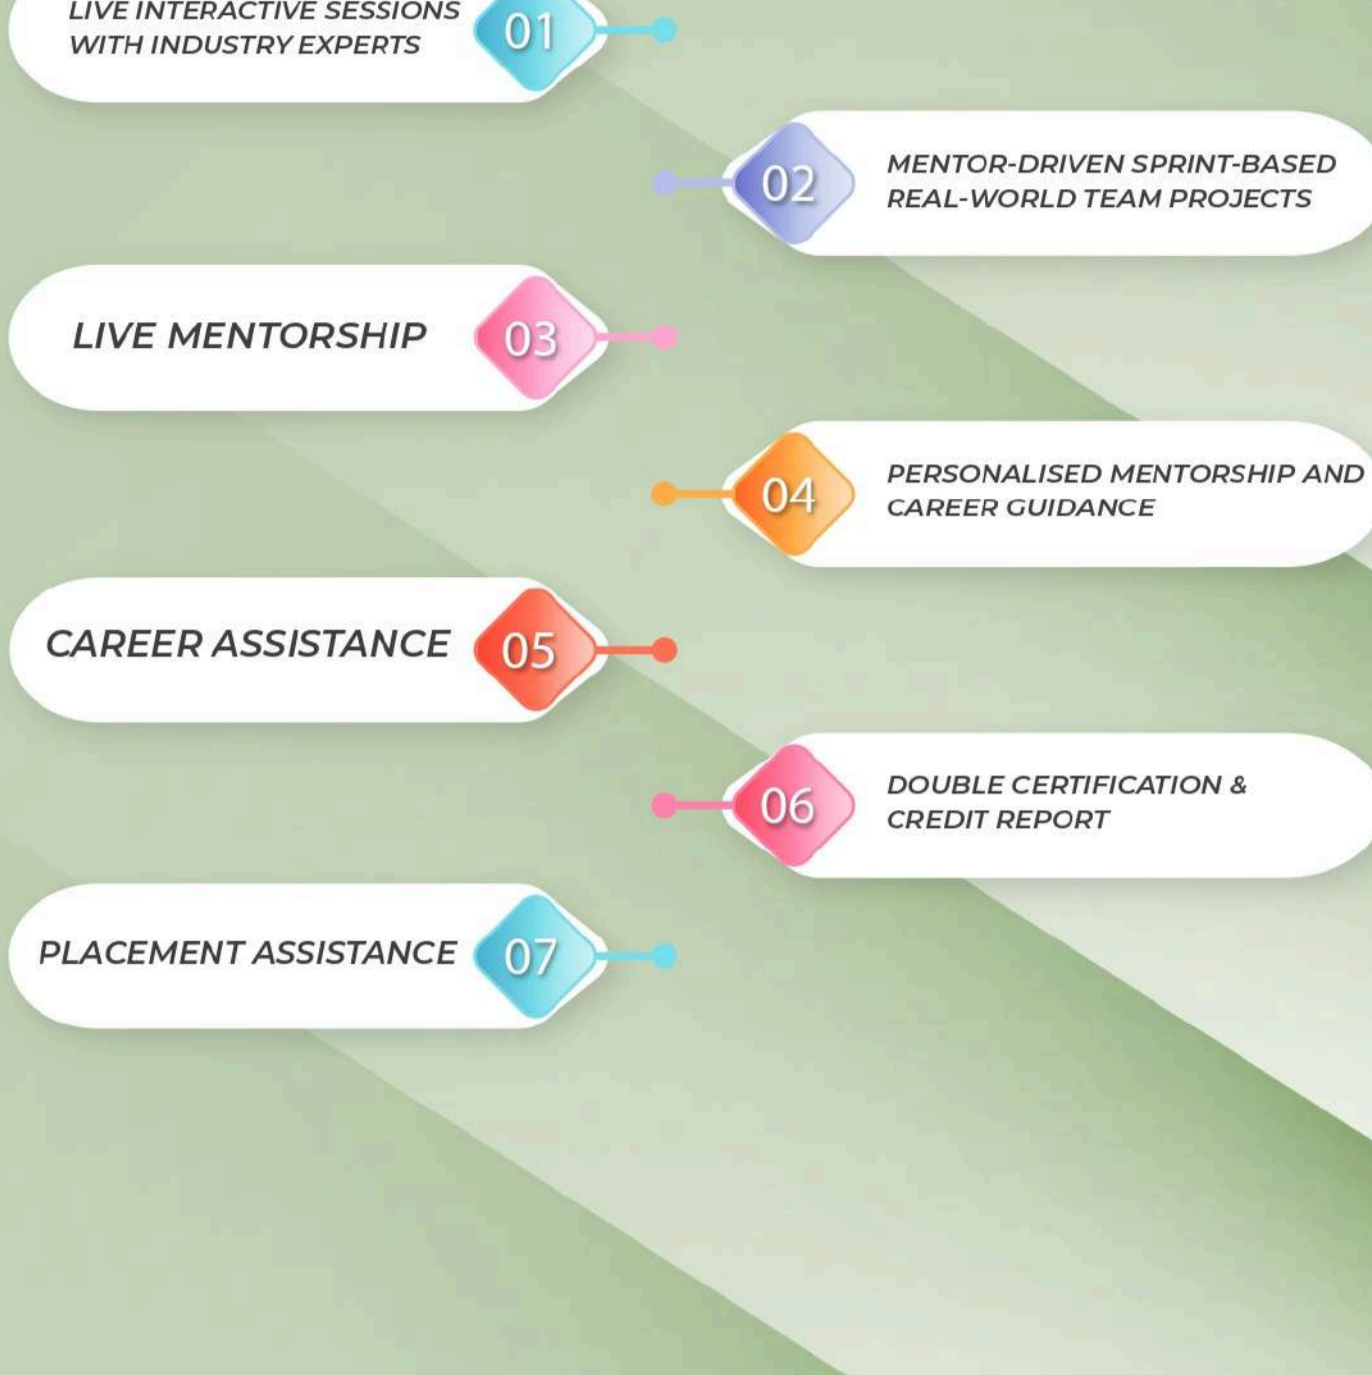 LIVE INTERACTIVE SESSIONS
WITH INDUSTRY EXPERTS
01
02
MENTOR-DRIVEN SPRINT-BASED
REAL-WORLD TEAM PROJECTS
LIVE MENTORSHIP
03
04
PERSONALISED MENTORSHIP AND
CAREER GUIDANCE
CAREER ASSISTANCE
05
06
DOUBLE CERTIFICATION &
CREDIT REPORT
PLACEMENT ASSISTANCE
07